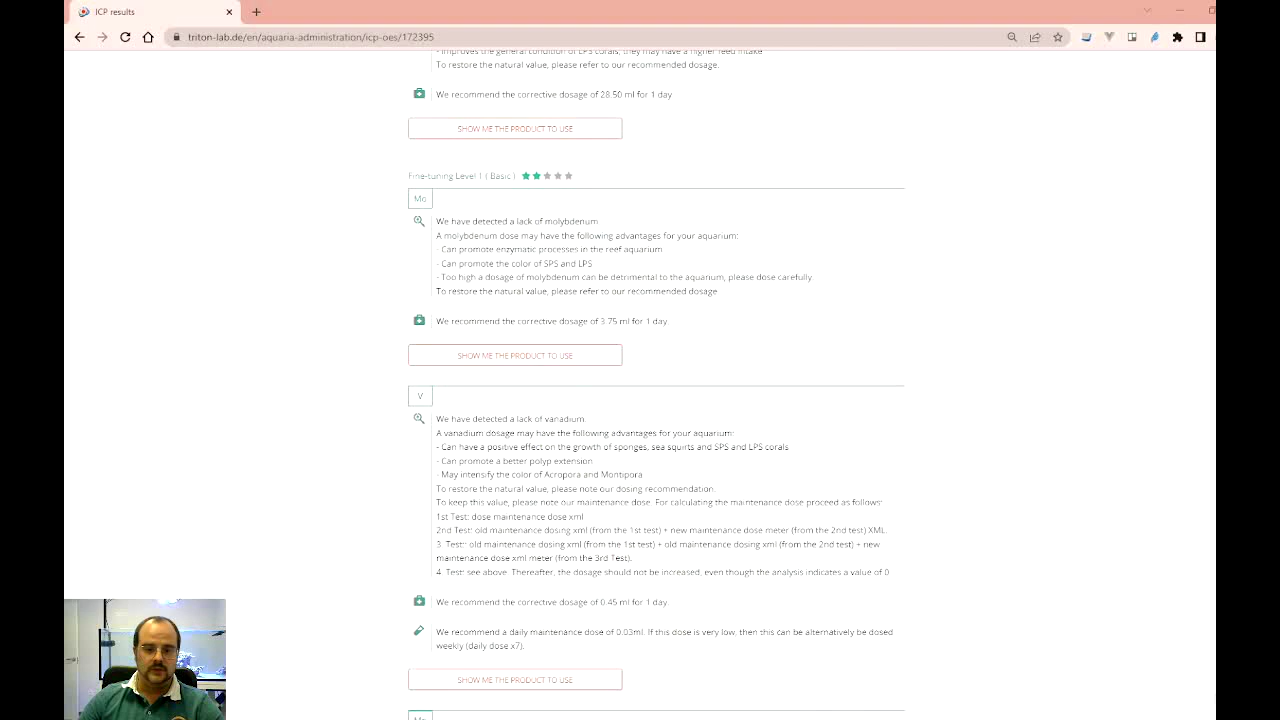 ICP results
triton-lab.de/en/aquaria-administration/icp-oes/172395
- Improves the general condition of LPS corals, they may have a higher feed intake
To restore the natural value, please refer to our recommended dosage.
We recommend the corrective dosage of 28.50 ml for 1 day
SHOW ME THE PRODUCT TO USE
Fine-tuning Level 1 ( Basic )
Mo
We have detected a lack of molybdenum
A molybdenum dose may have the following advantages for your aquarium:
- Can promote enzymatic processes in the reef aquarium
- Can promote the color of SPS and LPS
- Too high a dosage of molybdenum can be detrimental to the aquarium, please dose carefully.
To restore the natural value, please refer to our recommended dosage
We recommend the corrective dosage of 3.75 ml for 1 day.
SHOW ME THE PRODUCT TO USE
V
We have detected a lack of vanadium
A vanadium dosage may have the following advantages for your aquarium:
- Can have a positive effect on the growth of sponges, sea squirts and SPS and LPS corals
- Can promote a better polyp extension
- May intensify the color of Acropora and Montipora
To restore the natural value, please note our dosing recommendation.
To keep this value, please note our maintenance dose. For calculating the maintenance dose proceed as follows:
1st Test: dose maintenance dose xml
2nd Test: old maintenance dosing xml (from the 1st test) + new maintenance dose meter (from the 2nd test) XML.
3. Test:: old maintenance dosing xml (from the 1st test) + old maintenance dosing xml (from the 2nd test) + new
maintenance dose xml meter (from the 3rd Test).
4. Test: see above. Thereafter, the dosage should not be increased, even though the analysis indicates a value of 0
We recommend the corrective dosage of 0.45 ml for 1 day.
We recommend a daily maintenance dose of 0.03ml. If this dose is very low, then this can be alternatively be dosed
weekly (daily dose x7).
SHOW ME THE PRODUCT TO USE